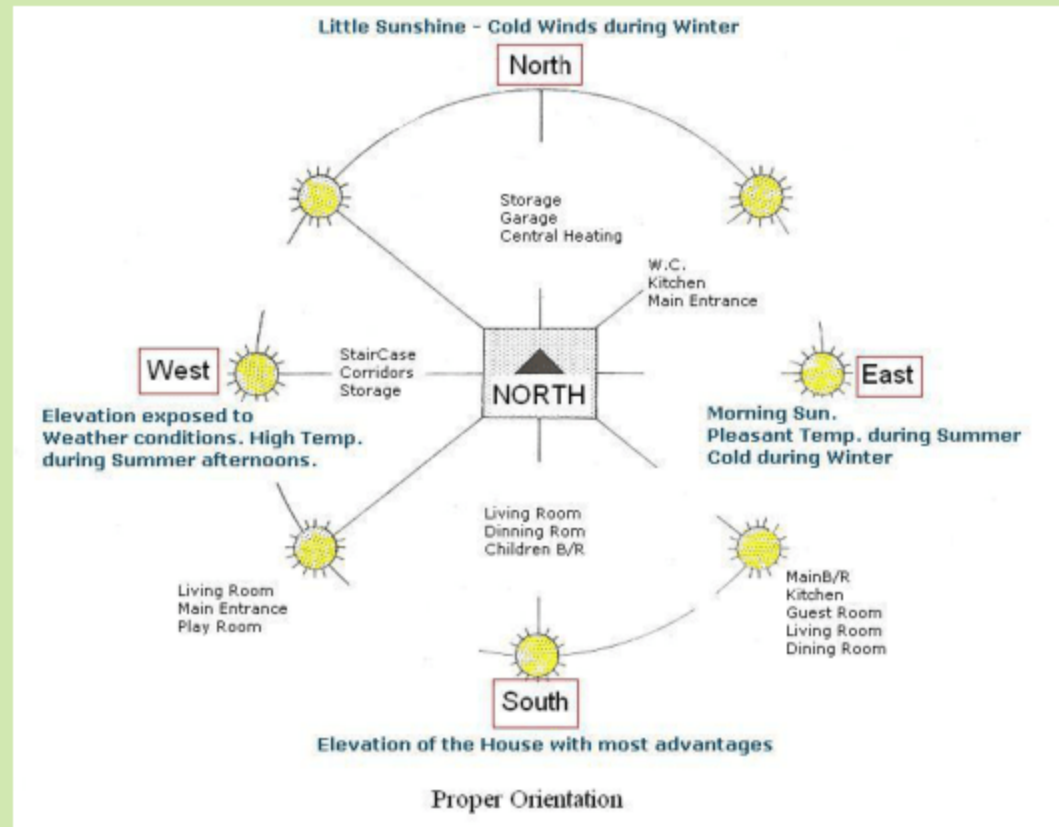 Little Sunshine - Cold Winds during Winter
North
Storage
Garage
Central Heating
W.C.
Kitchen
Main Entrance
West
StairCase
Corridors
Storage
NORTH
East
Elevation exposed to
Weather conditions. High Temp.
during Summer afternoons.
Morning Sun.
Pleasant Temp. during Summer
Cold during Winter
Living Room
Dinning Rom
Children B/R
Living Room
Main Entrance
Play Room
MainB/R
Kitchen
Guest Room
Living Room
Dining Room
South
Elevation of the House with most advantages
Proper Orientation